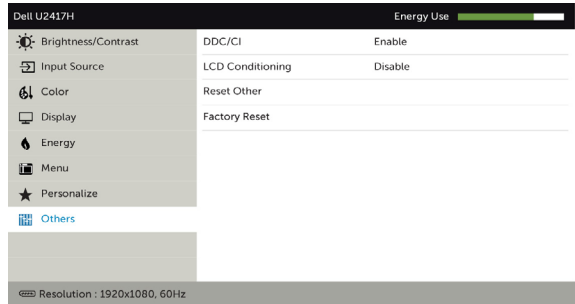 Dell U2417H
Energy Use
Brightness/Contrast
Input Source
Color
Display
Energy
Menu
Personalize
Others
DDC/CI Enable
LCD Conditioning Disable
Reset Other
Factory Reset
Resolution : 1920x1080, 60Hz